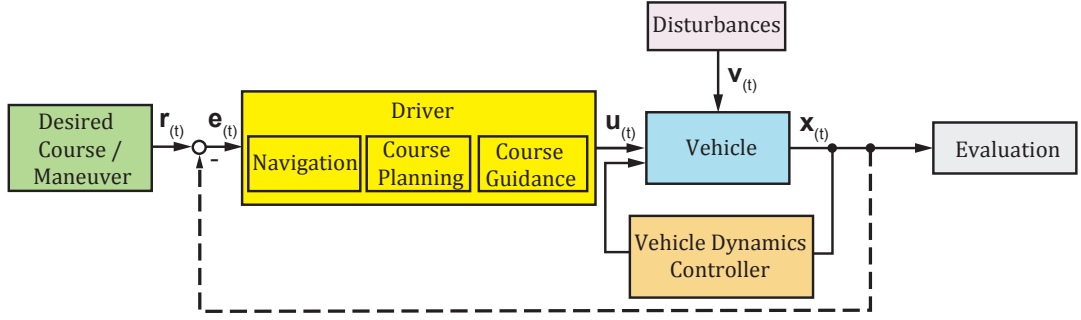 Disturbances
v(t)
Desired
Course /
Maneuver
r(t)
e(t)
-
Driver
Navigation
Course
Planning
Course
Guidance
u(t)
Vehicle
x(t)
Evaluation
Vehicle Dynamics
Controller